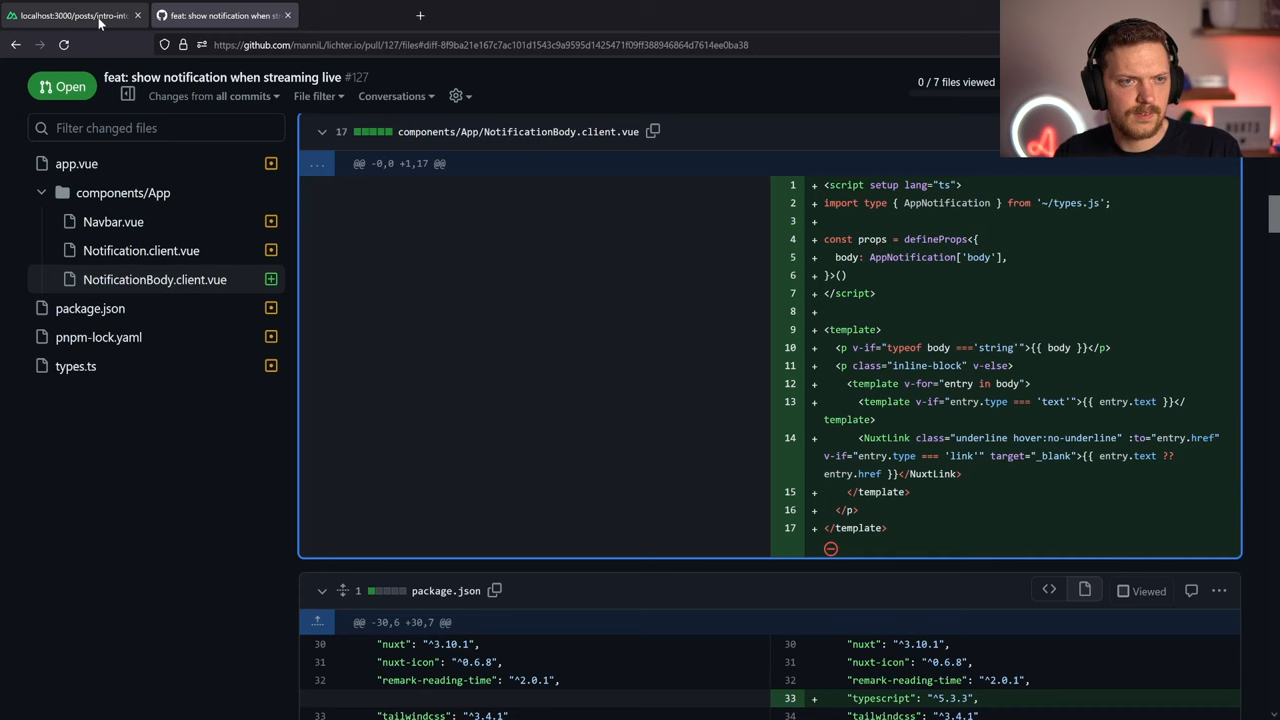 localhost:3000/posts/intro-into
feat: show notification when st
https://github.com/manniL/lichter.io/pull/127/files#diff-8f9ba21e167c7ac101d1543c9a9595d1425471f09ff388946864d7614ee0ba38
Open
feat: show notification when streaming live #127
Changes from all commits
File filter
Conversations
0 / 7 files viewed
Filter changed files
app.vue
components/App
Navbar.vue
Notification.client.vue
NotificationBody.client.vue
package.json
pnpm-lock.yaml
types.ts
17 components/App/NotificationBody.client.vue
... @@ -0,0 +1,17 @@
1 + <script setup lang="ts">
2 + import type { AppNotification } from '~/types.js';
3 +
4 + const props = defineProps<{
5 + body: AppNotification['body'],
6 + }>()
7 + </script>
8 +
9 + <template>
10 + <p v-if="typeof body ==='string'">{{ body }}</p>
11 + <p class="inline-block" v-else>
12 + <template v-for="entry in body">
13 + <template v-if="entry.type === 'text'">{{ entry.text }}</
template>
14 + <NuxtLink class="underline hover:no-underline" :to="entry.href"
v-if="entry.type === 'link'" target="_blank">{{ entry.text ??
entry.href }}</NuxtLink>
15 + </template>
16 + </p>
17 + </template>
1 package.json
Viewed
@@ -30,6 +30,7 @@
30 "nuxt": "^3.10.1", 30 "nuxt": "^3.10.1",
31 "nuxt-icon": "^0.6.8", 31 "nuxt-icon": "^0.6.8",
32 "remark-reading-time": "^2.0.1", 32 "remark-reading-time": "^2.0.1",
33 + "typescript": "^5.3.3",
33 "tailwindcss": "^3.4.1" 34 "tailwindcss": "^3.4.1"
NUXT3